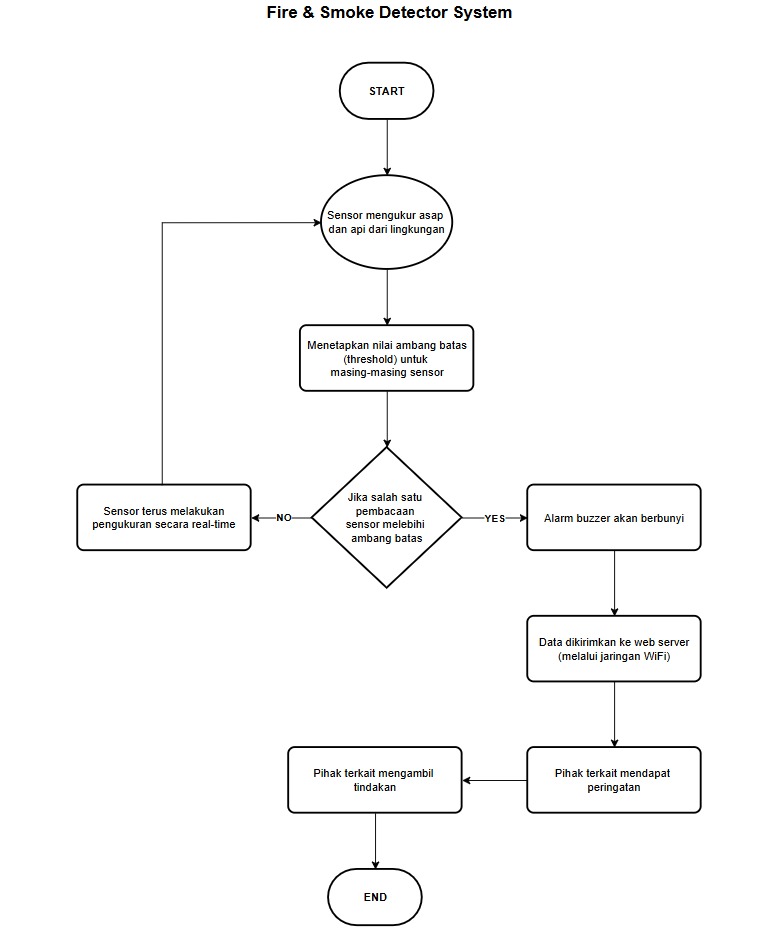 Fire & Smoke Detector System
START
Sensor mengukur asap
dan api dari lingkungan
Menetapkan nilai ambang batas
(threshold) untuk
masing-masing sensor
Jika salah satu
pembacaan
sensor melebihi
ambang batas
NO
YES
Sensor terus melakukan
pengukuran secara real-time
Alarm buzzer akan berbunyi
Data dikirimkan ke web server
(melalui jaringan WiFi)
Pihak terkait mendapat
peringatan
Pihak terkait mengambil
tindakan
END